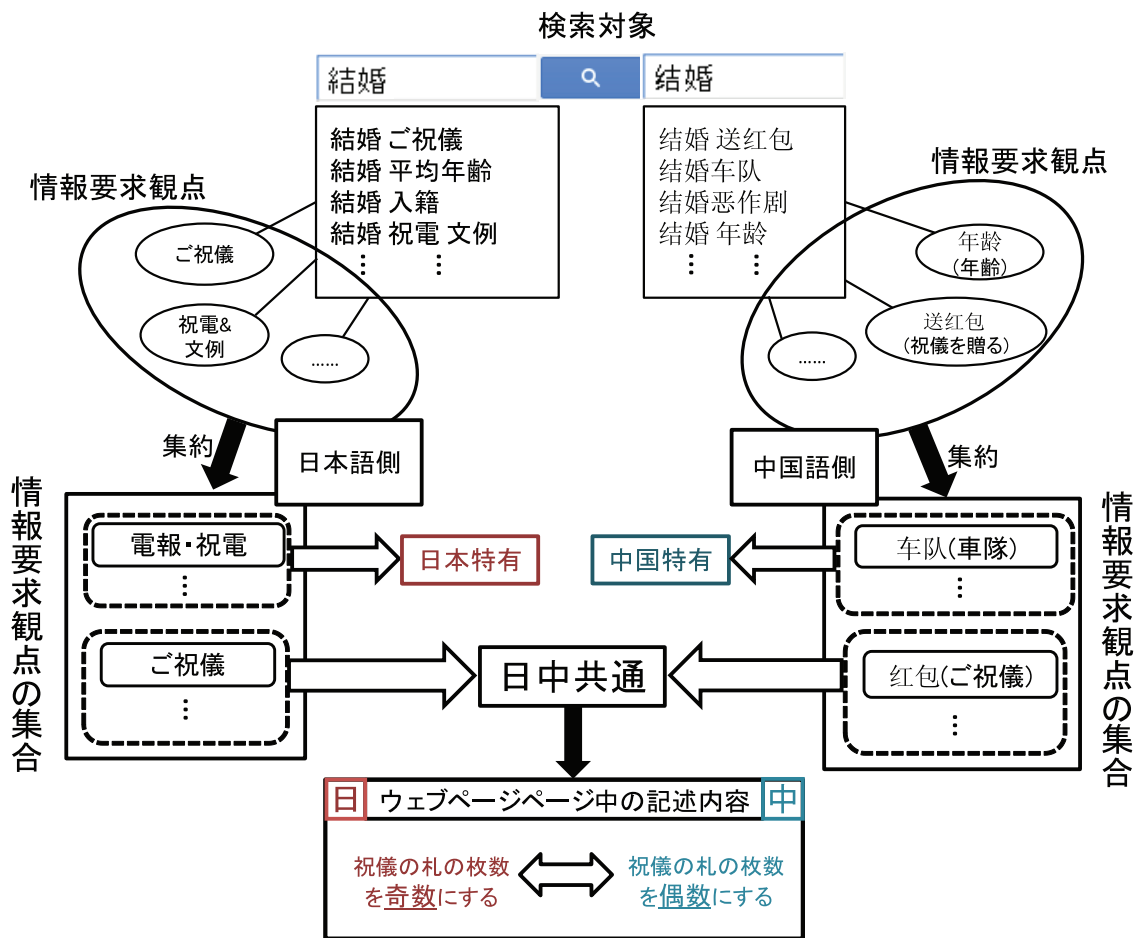 検索対象
結婚
结婚
結婚 ご祝儀
結婚 平均年齢
結婚 入籍
結婚 祝電 文例
⋮ ⋮
结婚 送红包
结婚车队
结婚恶作剧
结婚 年龄
⋮ ⋮
情報要求観点
ご祝儀
祝電&
文例
......
情報要求観点
年龄
(年齢)
送红包
(祝儀を贈る)
......
集約
日本語側
中国語側
集約
情報要求観点の集合
電報・祝電
⋮
ご祝儀
⋮
日本特有
中国特有
日中共通
车队(車隊)
⋮
红包(ご祝儀)
⋮
情報要求観点の集合
日 ウェブページページ中の記述内容 中
祝儀の札の枚数
を奇数にする
祝儀の札の枚数
を偶数にする